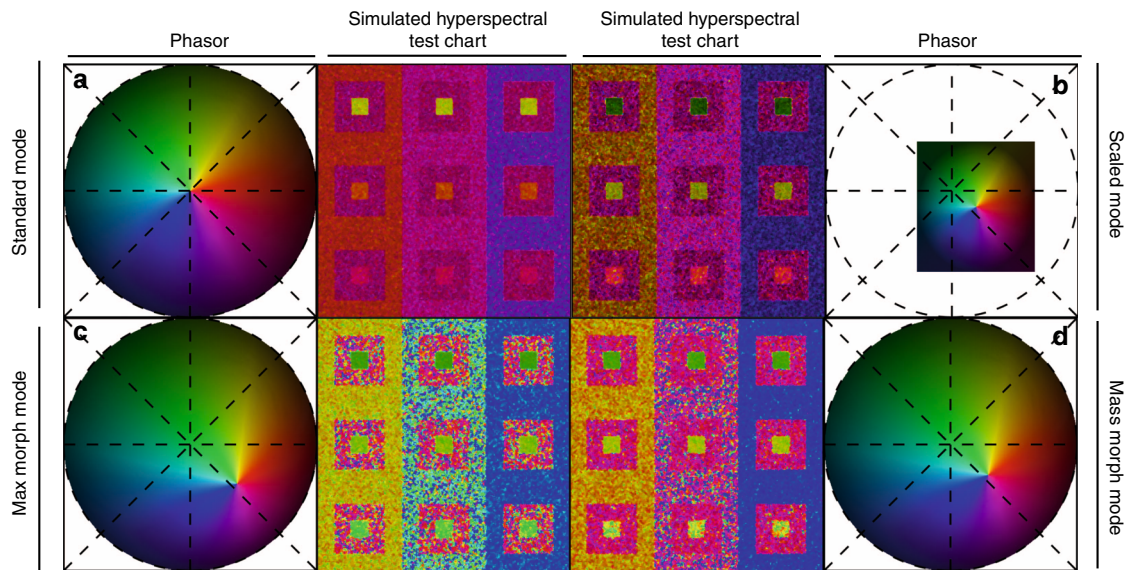 Phasor
Simulated hyperspectral
test chart
Simulated hyperspectral
test chart
Phasor
Standard mode
a
b
Scaled mode
Max morph mode
c
d
Mass morph mode